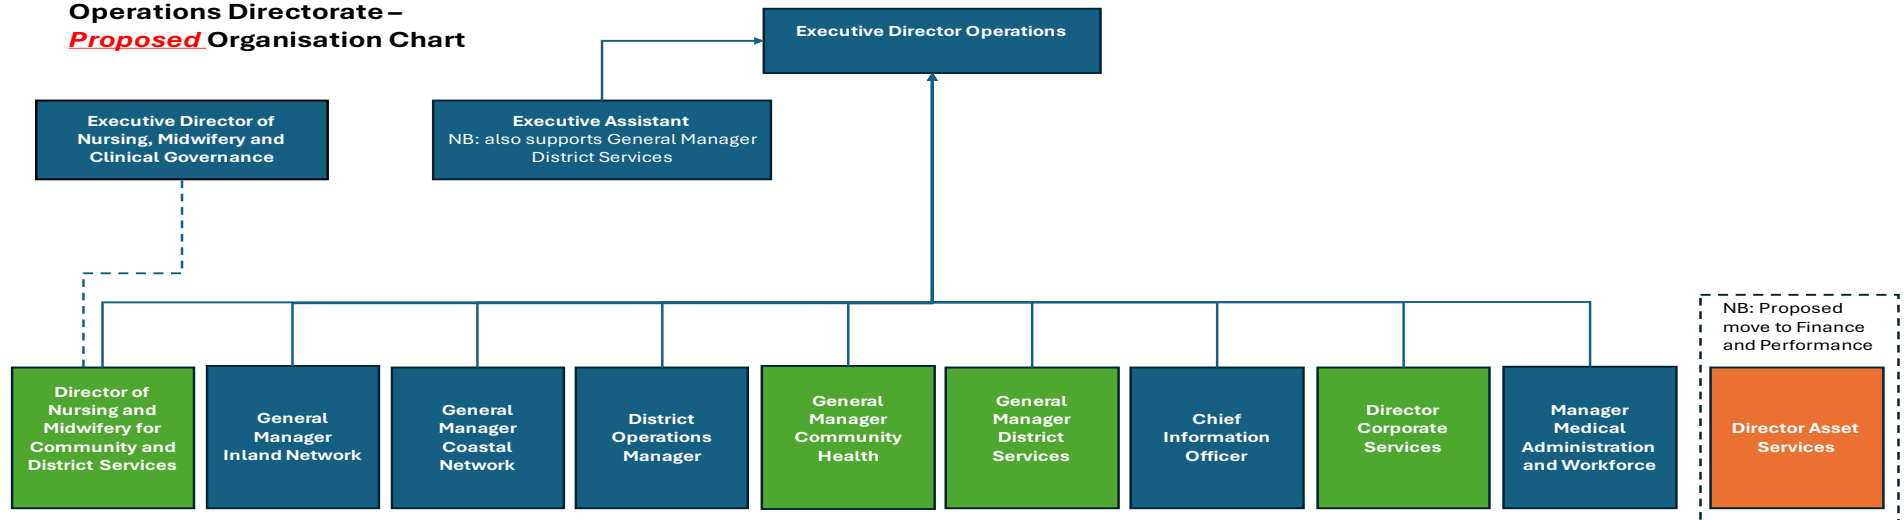 Operations Directorate –
Proposed Organisation Chart
Executive Director Operations
Executive Director of
Nursing, Midwifery and
Clinical Governance
Executive Assistant
NB: also supports General Manager
District Services
NB: Proposed
move to Finance
and Performance
Director of
Nursing and
Midwifery for
Community and
District Services
General
Manager
Inland Network
General
Manager
Coastal
Network
District
Operations
Manager
General
Manager
Community
Health
General
Manager
District
Services
Chief
Information
Officer
Director
Corporate
Services
Manager
Medical
Administration
and Workforce
Director Asset
Services